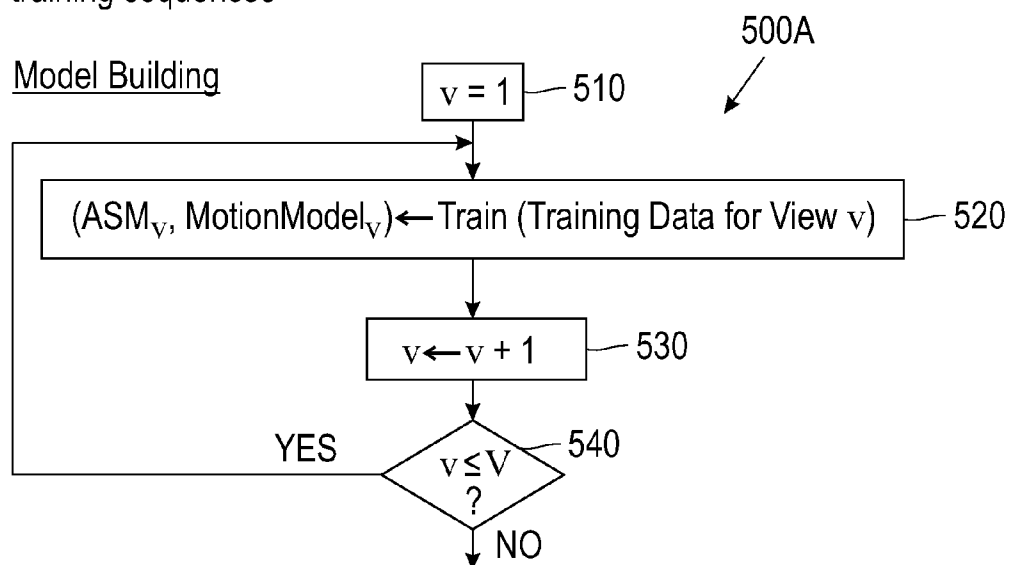 training sequences
500A
Model Building
v = 1
510
(ASMv, MotionModelv)←Train (Training Data for View v)
520
v←v + 1
530
540
YES
v ≤ V
?
NO